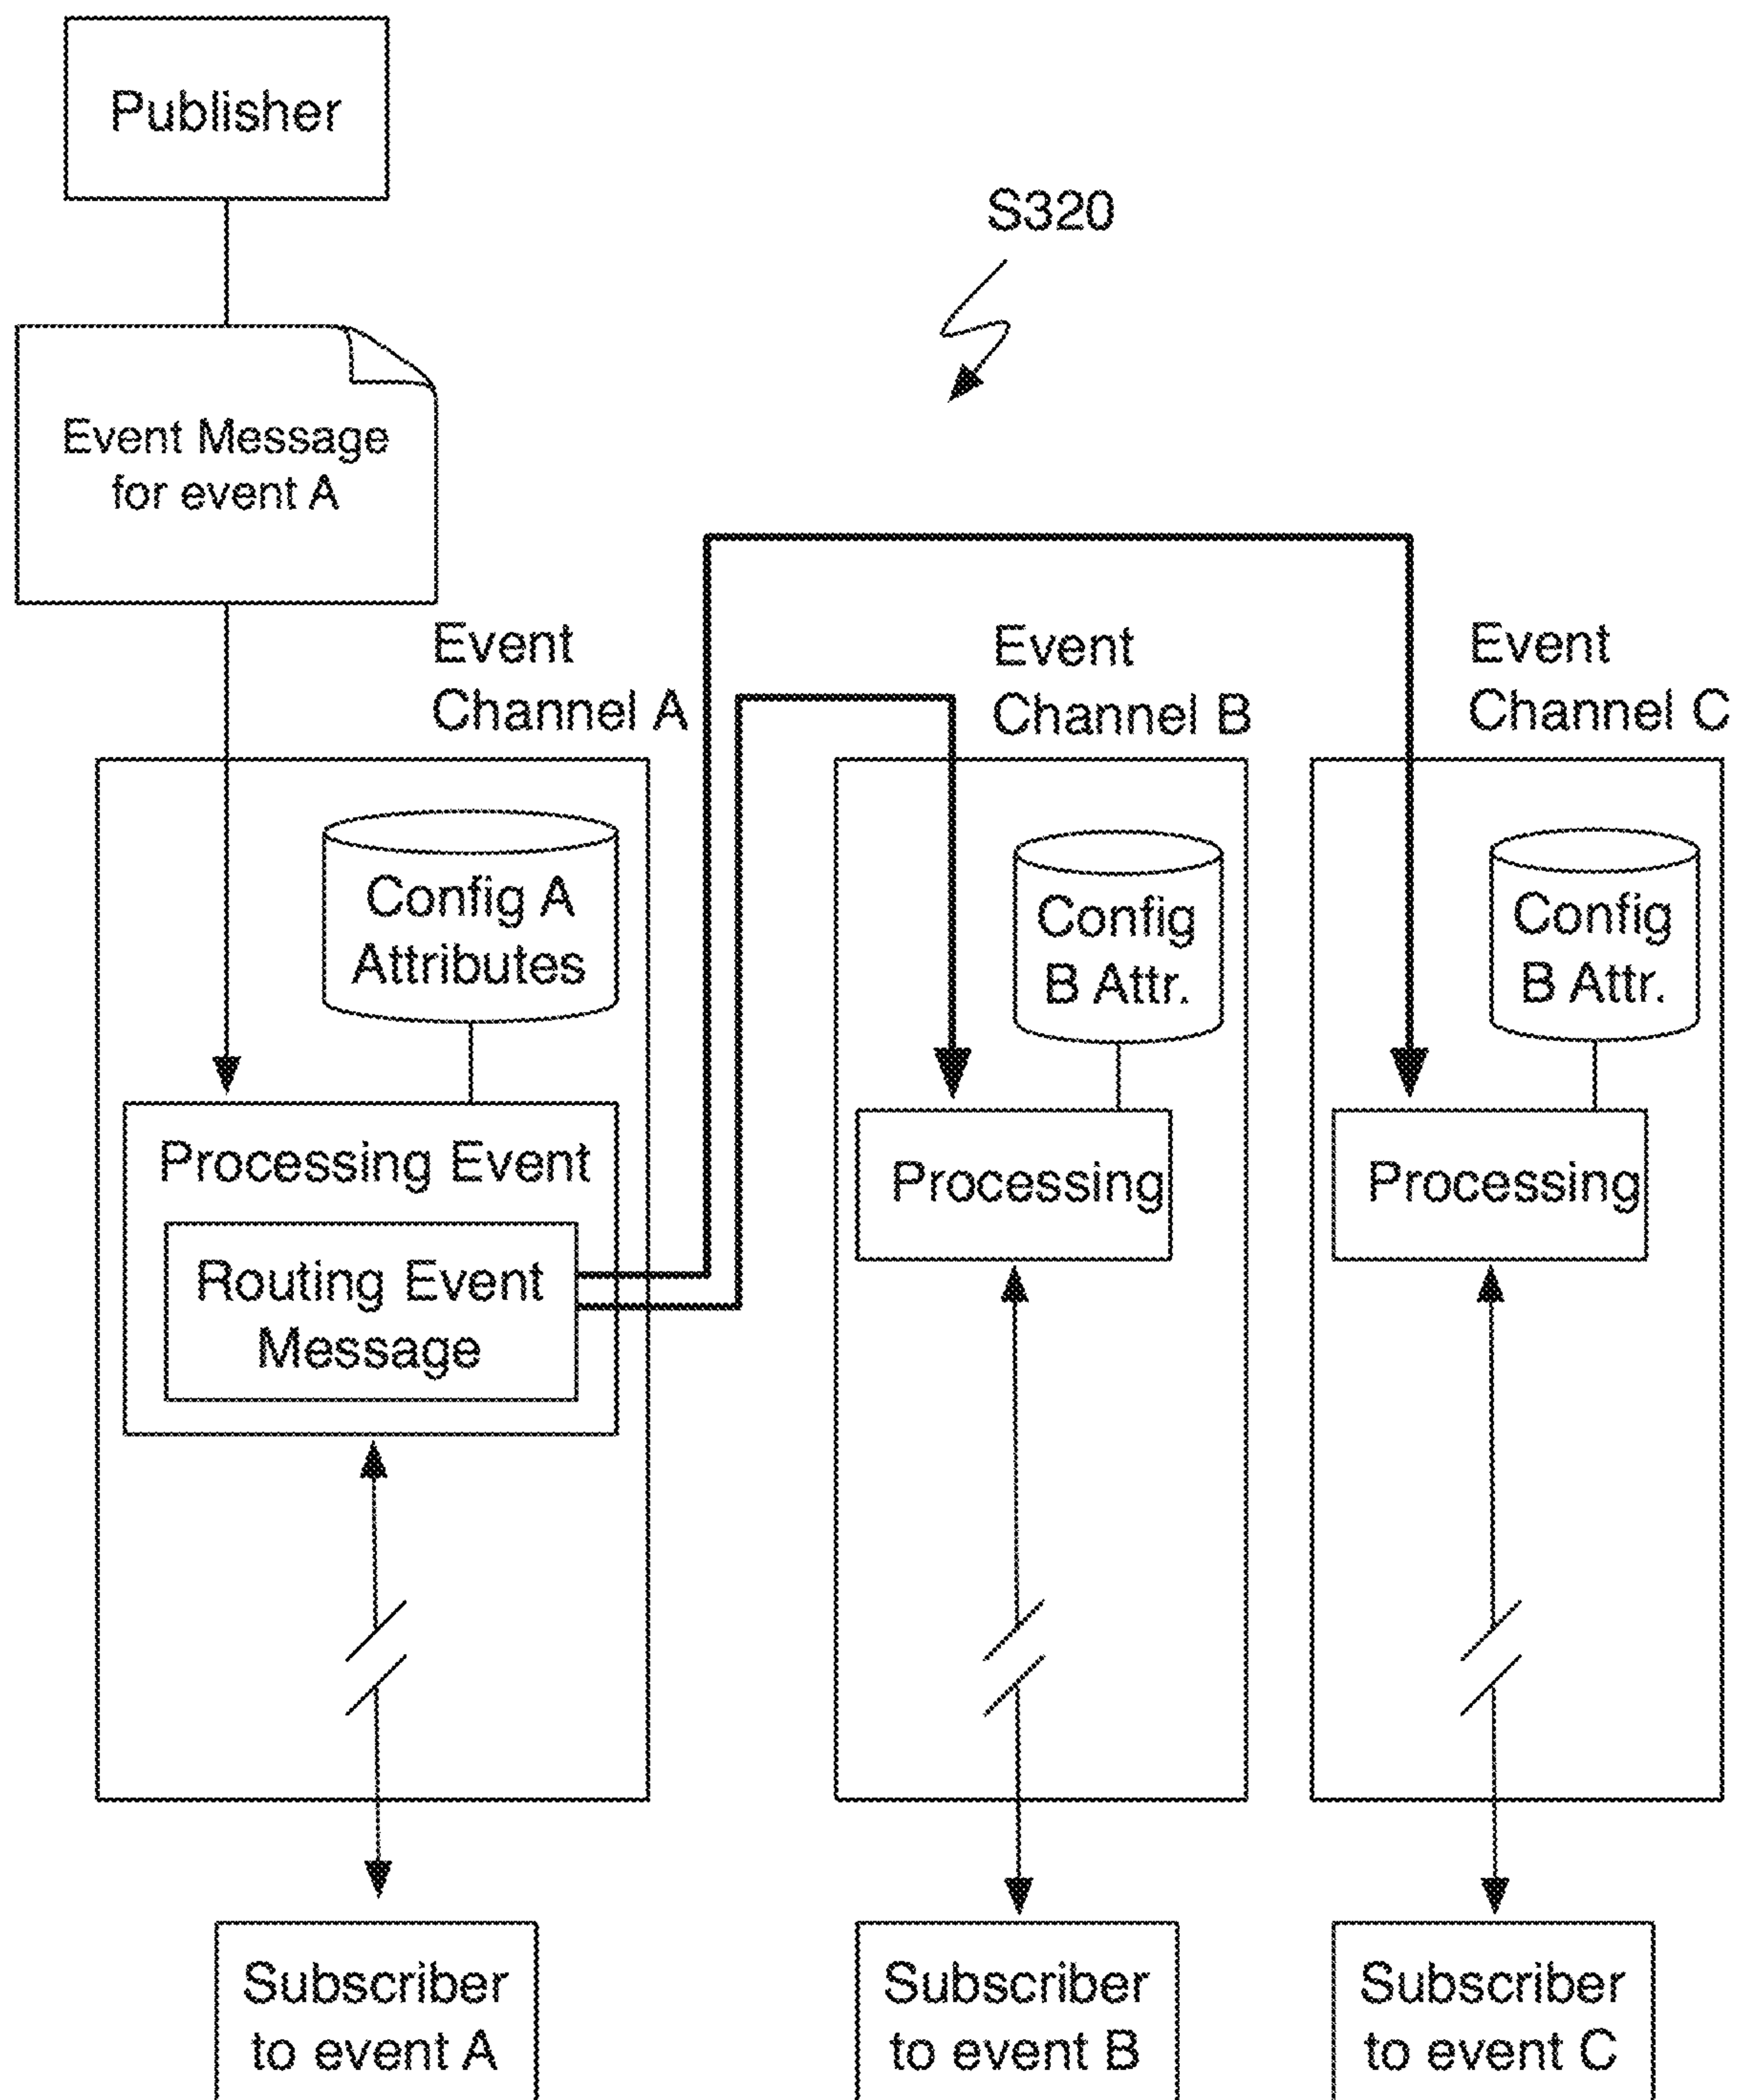 Publisher
S320
Event Message
for event A
Event
Channel A
Event
Channel B
Event
Channel C
Config A
Attributes
Config
B Attr.
Config
B Attr.
Processing Event
Routing Event
Message
Processing
Processing
Subscriber
to event A
Subscriber
to event B
Subscriber
to event C